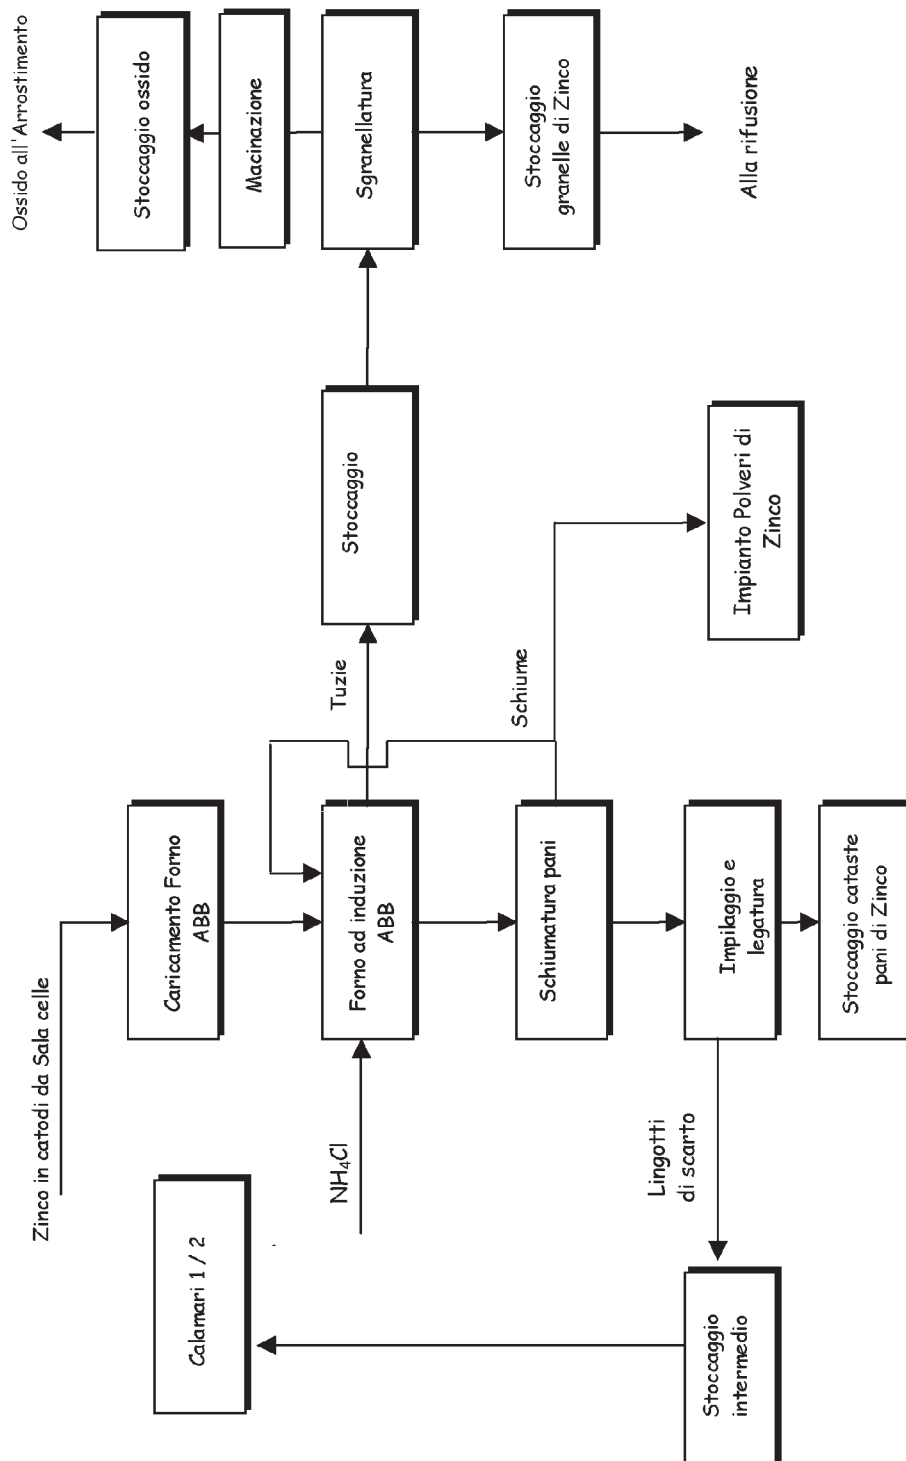 Zinco in catodi da Sala celle
Caricamento Forno
ABB
Calamari 1 / 2
NH₄Cl
Forno ad induzione
ABB
Tuzie
Stoccaggio
Ossido all'Arrostimento
Stoccaggio ossido
Macinazione
Sgranellatura
Stoccaggio
granelle di Zinco
Alla rifusione
Schiumatura pani
Schiume
Impianto Polveri di
Zinco
Impilaggio e
legatura
Lingotti
di scarto
Stoccaggio
intermedio
Stoccaggio cataste
pani di Zinco